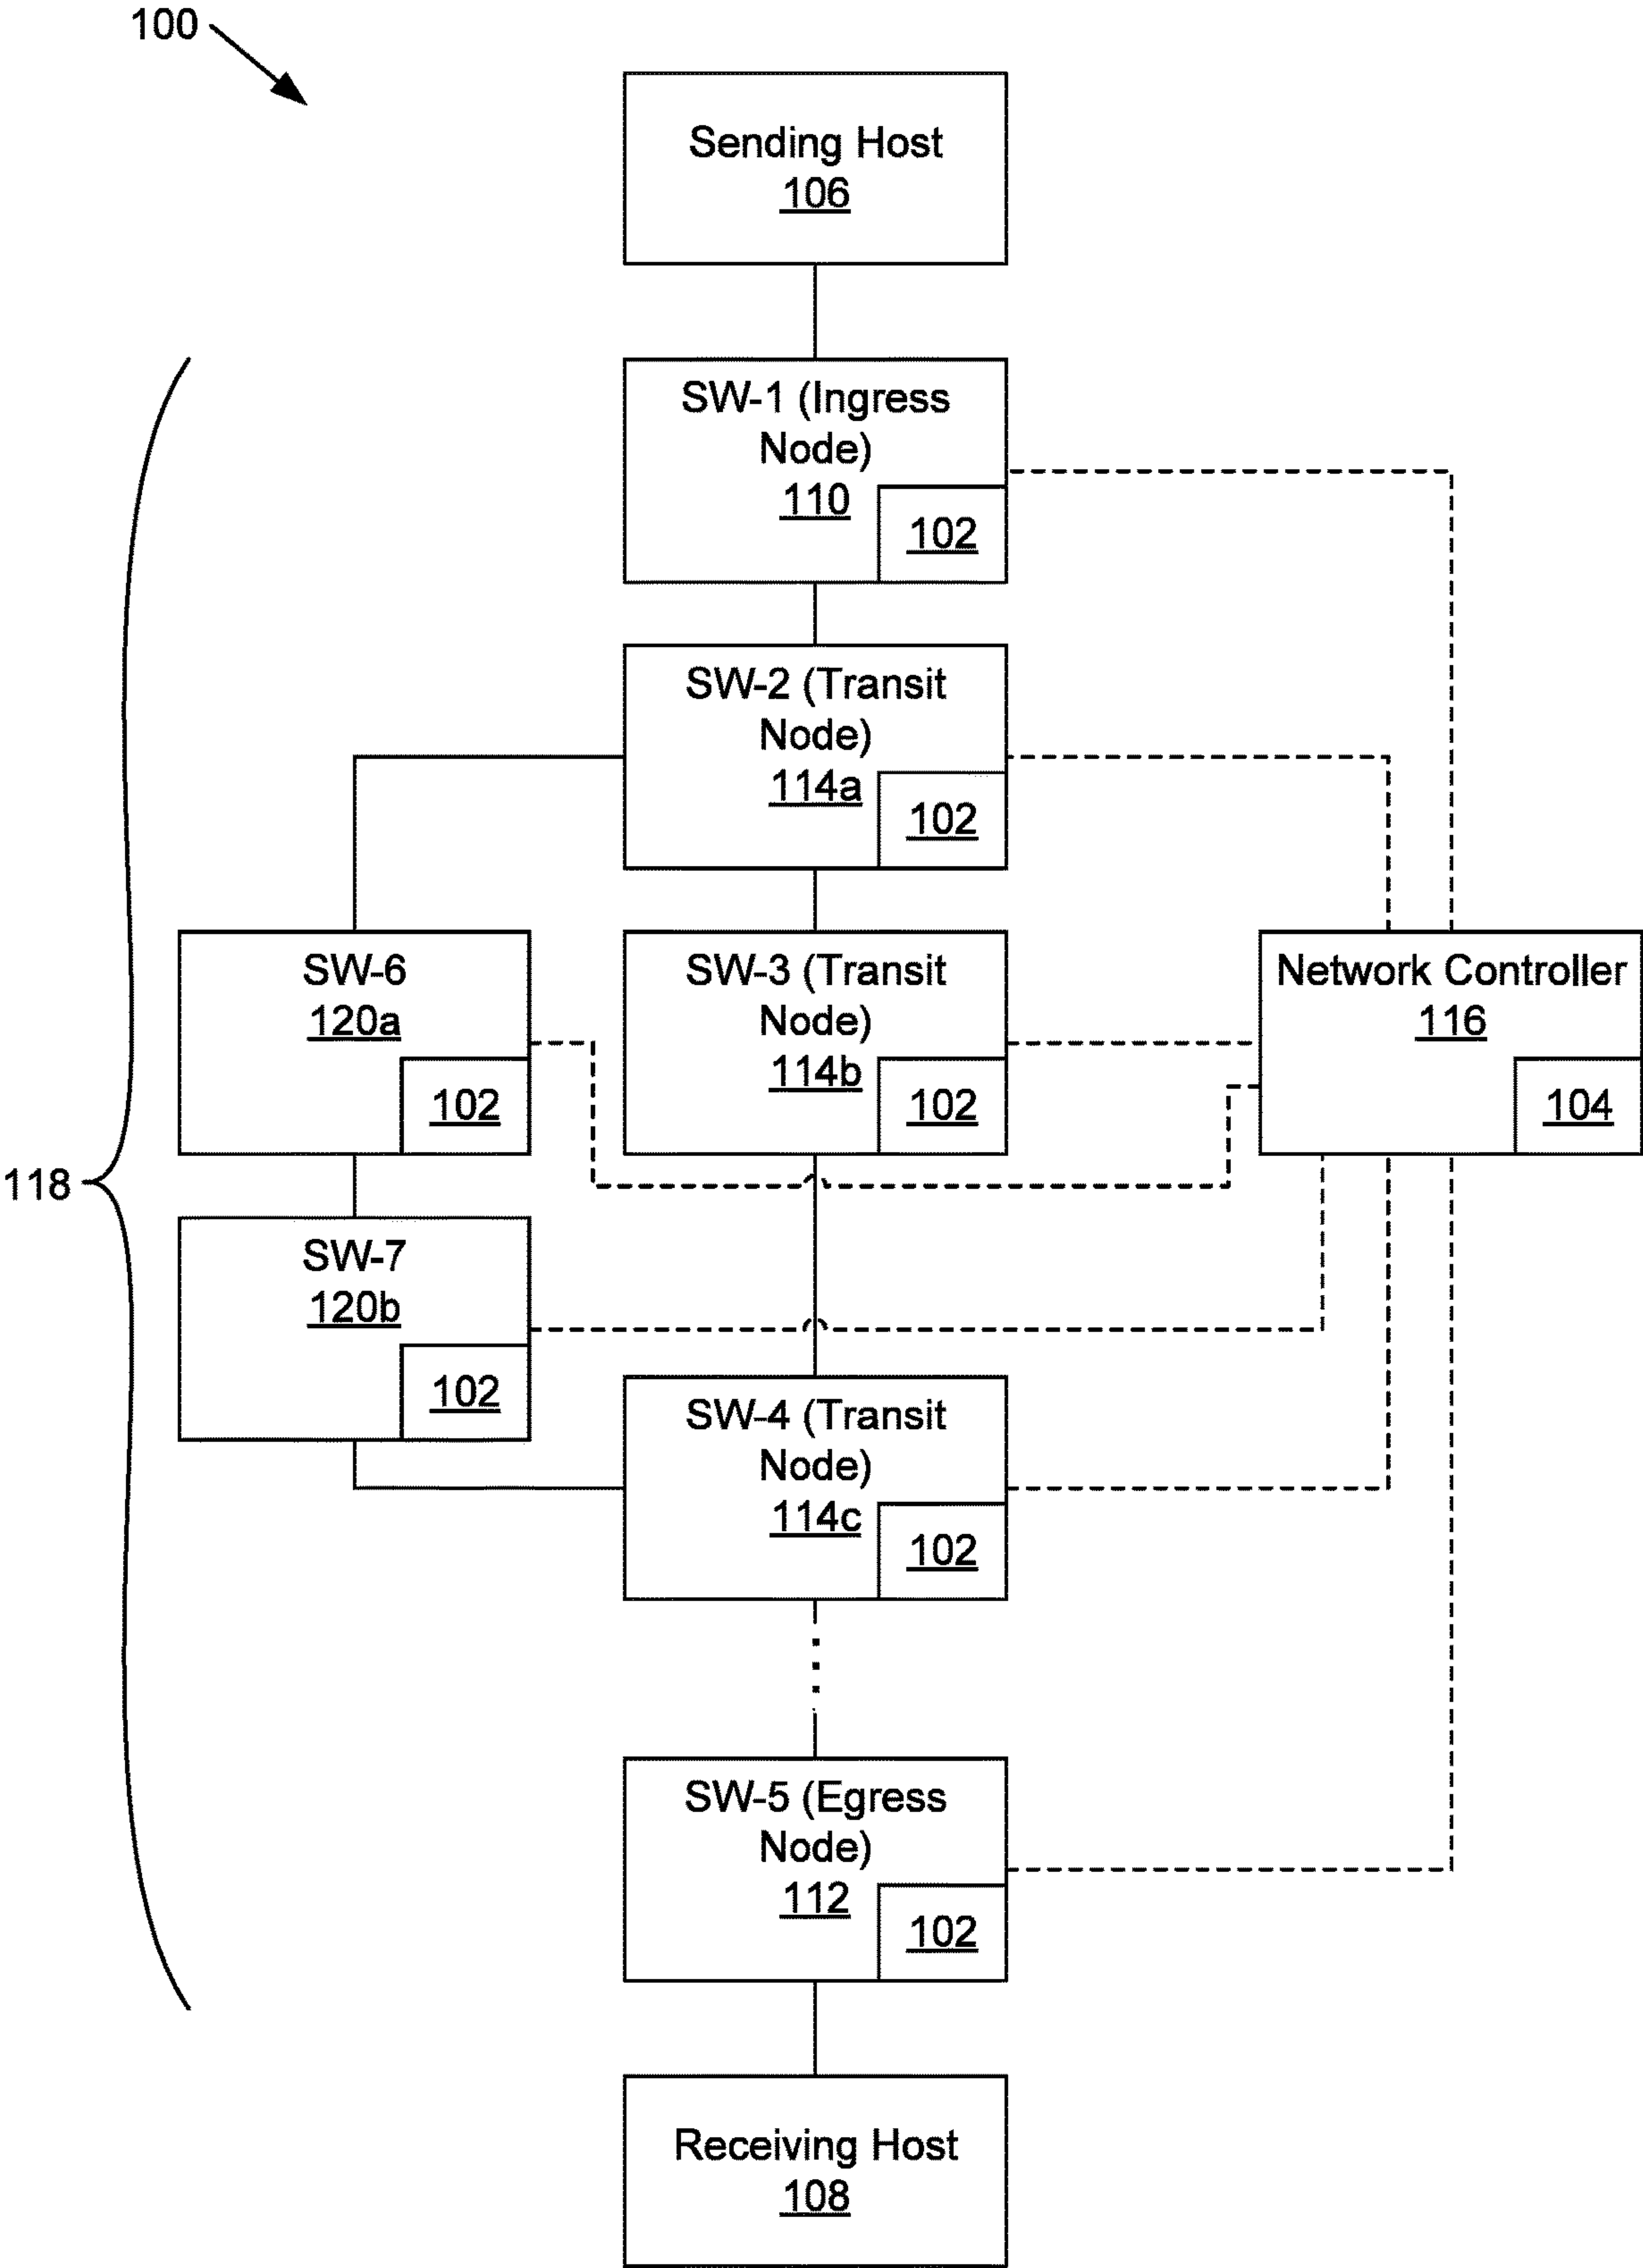 100
Sending Host
106
SW-1 (Ingress
Node)
110
102
SW-2 (Transit
Node)
114a
102
SW-6
120a
102
SW-3 (Transit
Node)
114b
102
Network Controller
116
104
118
SW-7
120b
102
SW-4 (Transit
Node)
114c
102
SW-5 (Egress
Node)
112
102
Receiving Host
108